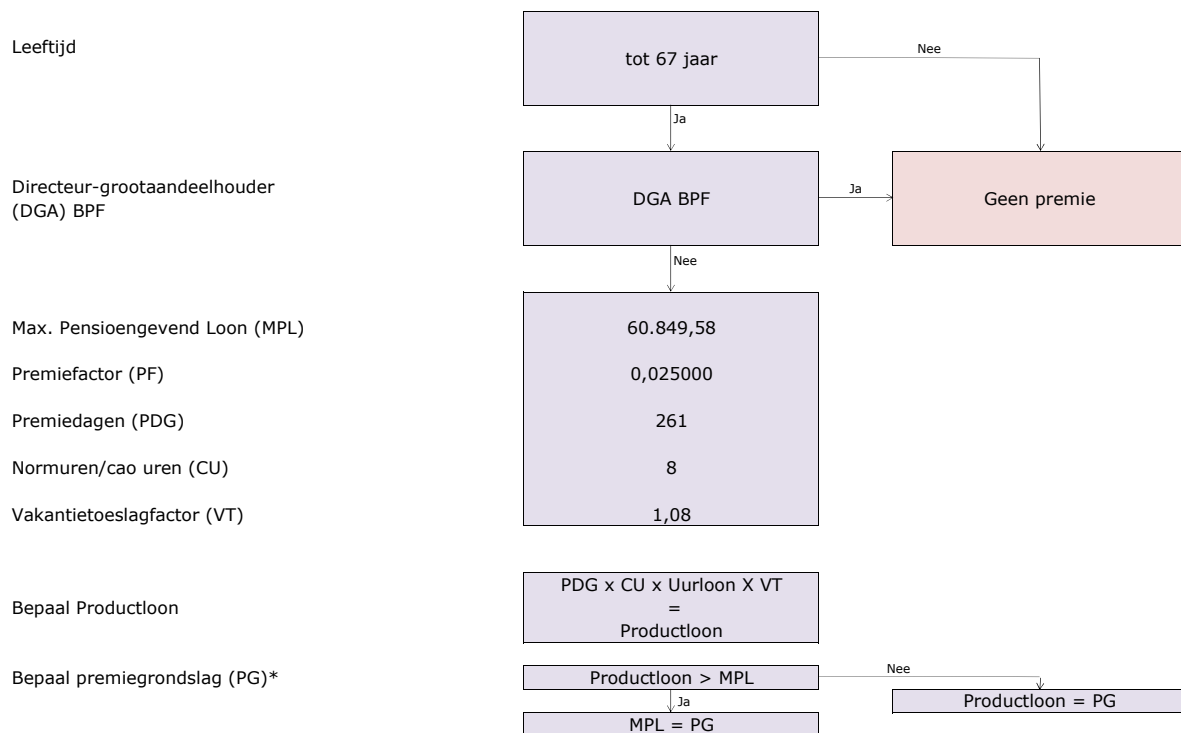 Leeftijd
tot 67 jaar
Nee
Ja
Directeur-grootaandeelhouder
(DGA) BPF
DGA BPF
Ja
Geen premie
Nee
Max. Pensioengevend Loon (MPL)
60.849,58
Premiefactor (PF)
0,025000
Premiedagen (PDG)
261
Normuren/cao uren (CU)
8
Vakantietoeslagfactor (VT)
1,08
Bepaal Productloon
PDG x CU x Uurloon X VT
=
Productloon
Bepaal premiegrondslag (PG)*
Productloon > MPL
Nee
Productloon = PG
Ja
MPL = PG